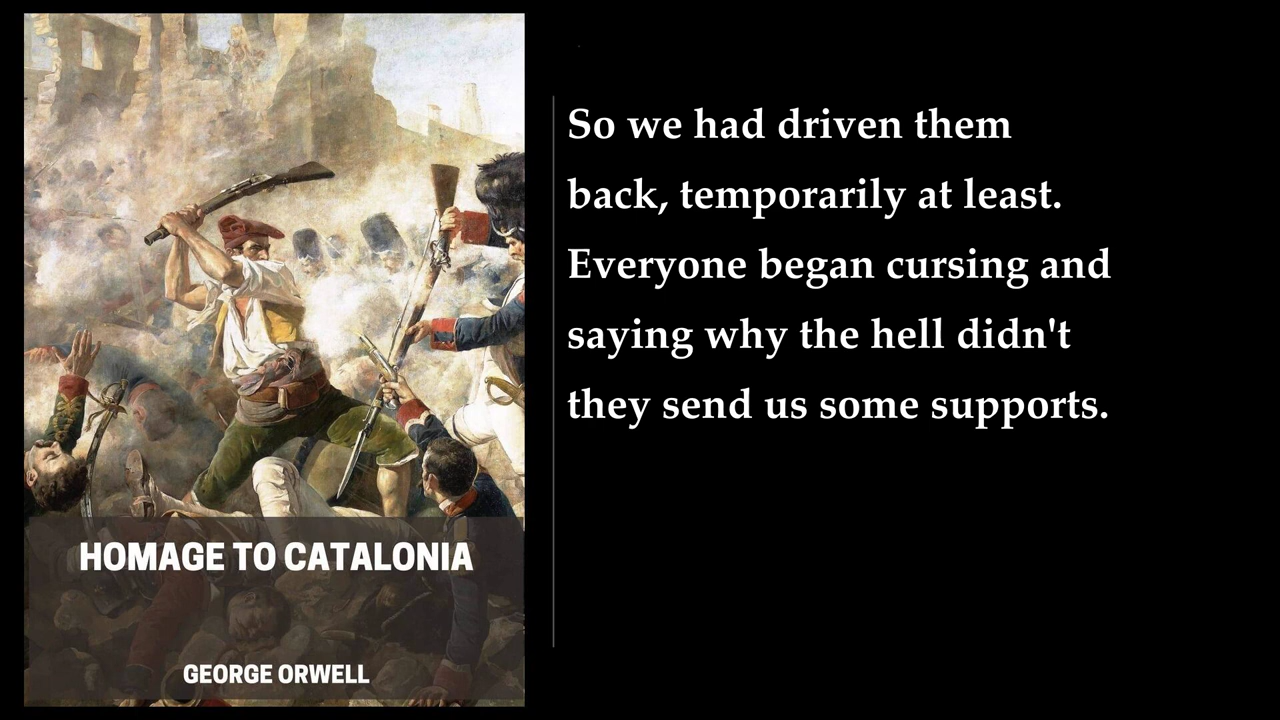 HOMAGE TO CATALONIA
GEORGE ORWELL
So we had driven them
back, temporarily at least.
Everyone began cursing and
saying why the hell didn't
they send us some supports.